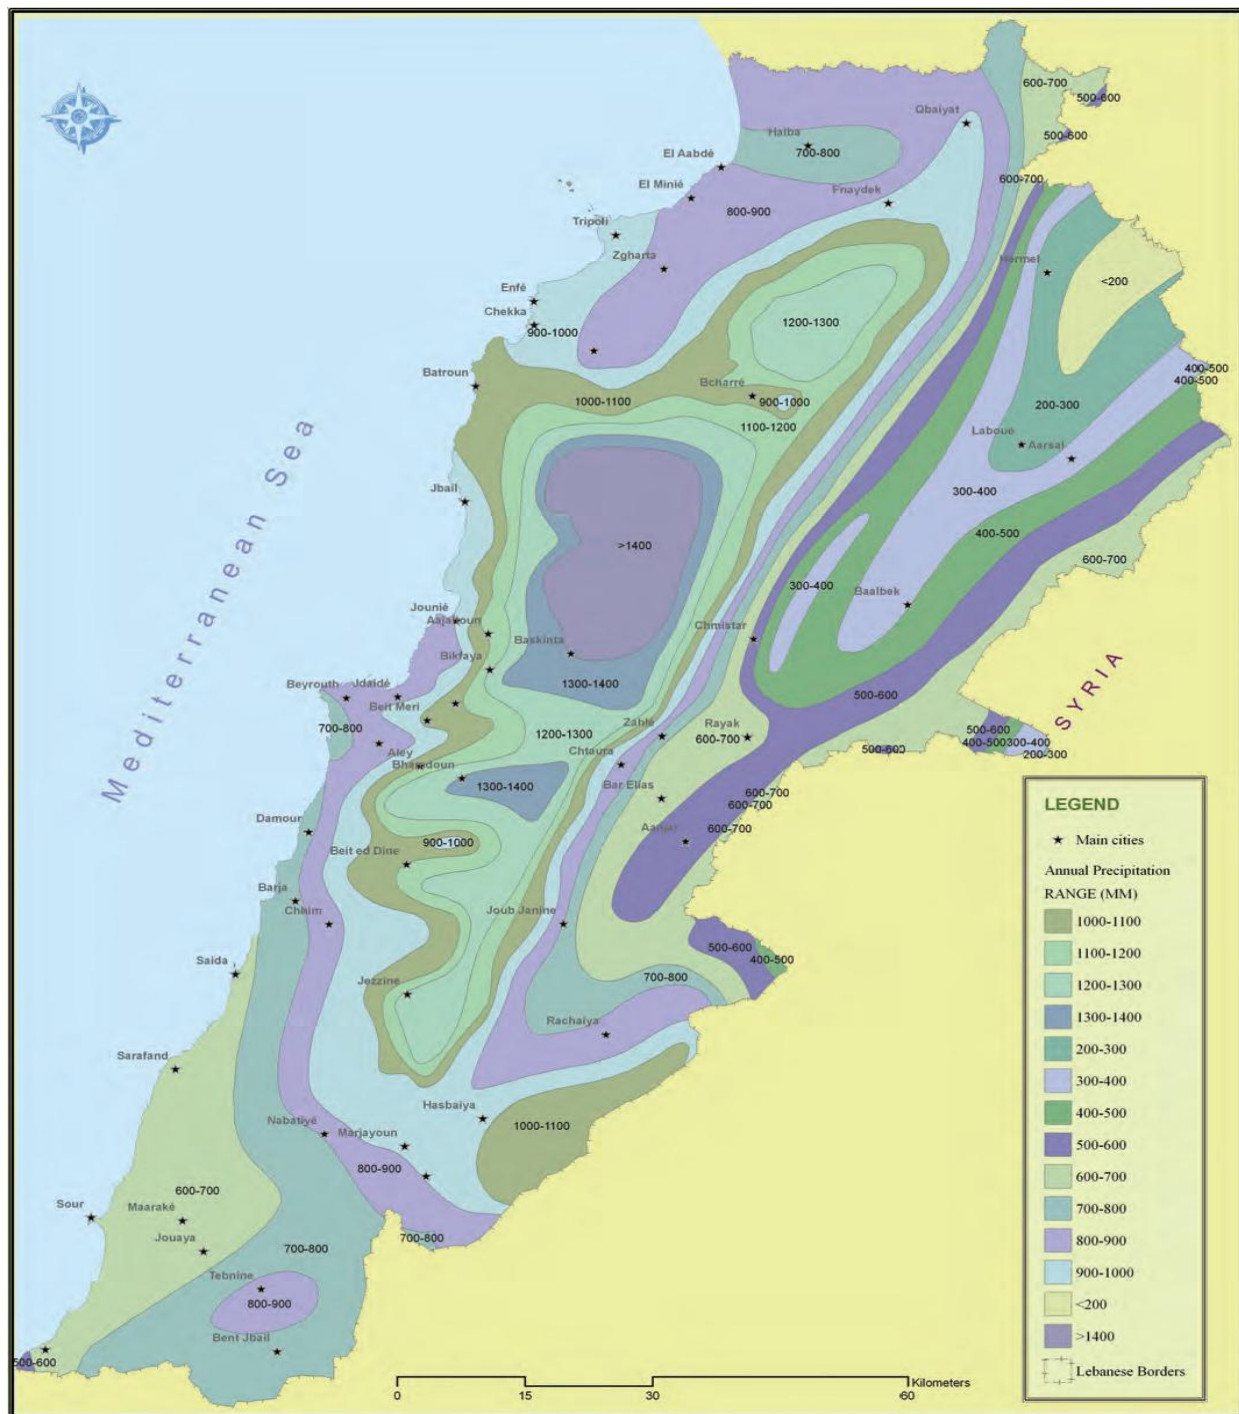 600-700
500-600
Qbaiyat
Halba
500-600
700-800
El Aabdé
600-700
El Minié
Fnaydek
800-900
Tripoli
Zgharta
Hermel
<200
Enfé
Chekka
1200-1300
900-1000
400-500
Batroun
400-500
Bcharré
1000-1100
900-1000
200-300
1100-1200
Laboué
Aarsal
Jbail
300-400
400-500
>1400
600-700
300-400
Baalbek
Jounié
Aajaltoun
Chmistar
Baskinta
Bikfaya
Mediterranean Sea
SYRIA
Beyrouth
Jdaidé
1300-1400
500-600
Beit Meri
700-800
Zahlé
Rayak
1200-1300
600-700
500-600
400-500
300-400
500-600
200-300
Aley
Chtaura
Bhamdoun
1300-1400
Bar Elias
600-700
600-700
Damour
Aanjar
600-700
900-1000
Beit ed Dine
Barja
Chhim
Joub Janine
500-600
400-500
Saida
Jezzine
700-800
Rachaiya
Sarafand
Hasbaiya
Nabatiyé
1000-1100
Marjayoun
800-900
600-700
Sour
Maaraké
Jouaya
700-800
700-800
Tebnine
800-900
Bent Jbail
500-600
LEGEND
Main cities
Annual Precipitation
RANGE (MM)
1000-1100
1100-1200
1200-1300
1300-1400
200-300
300-400
400-500
500-600
600-700
700-800
800-900
900-1000
<200
>1400
Lebanese Borders
Kilometers
0 15 30 60